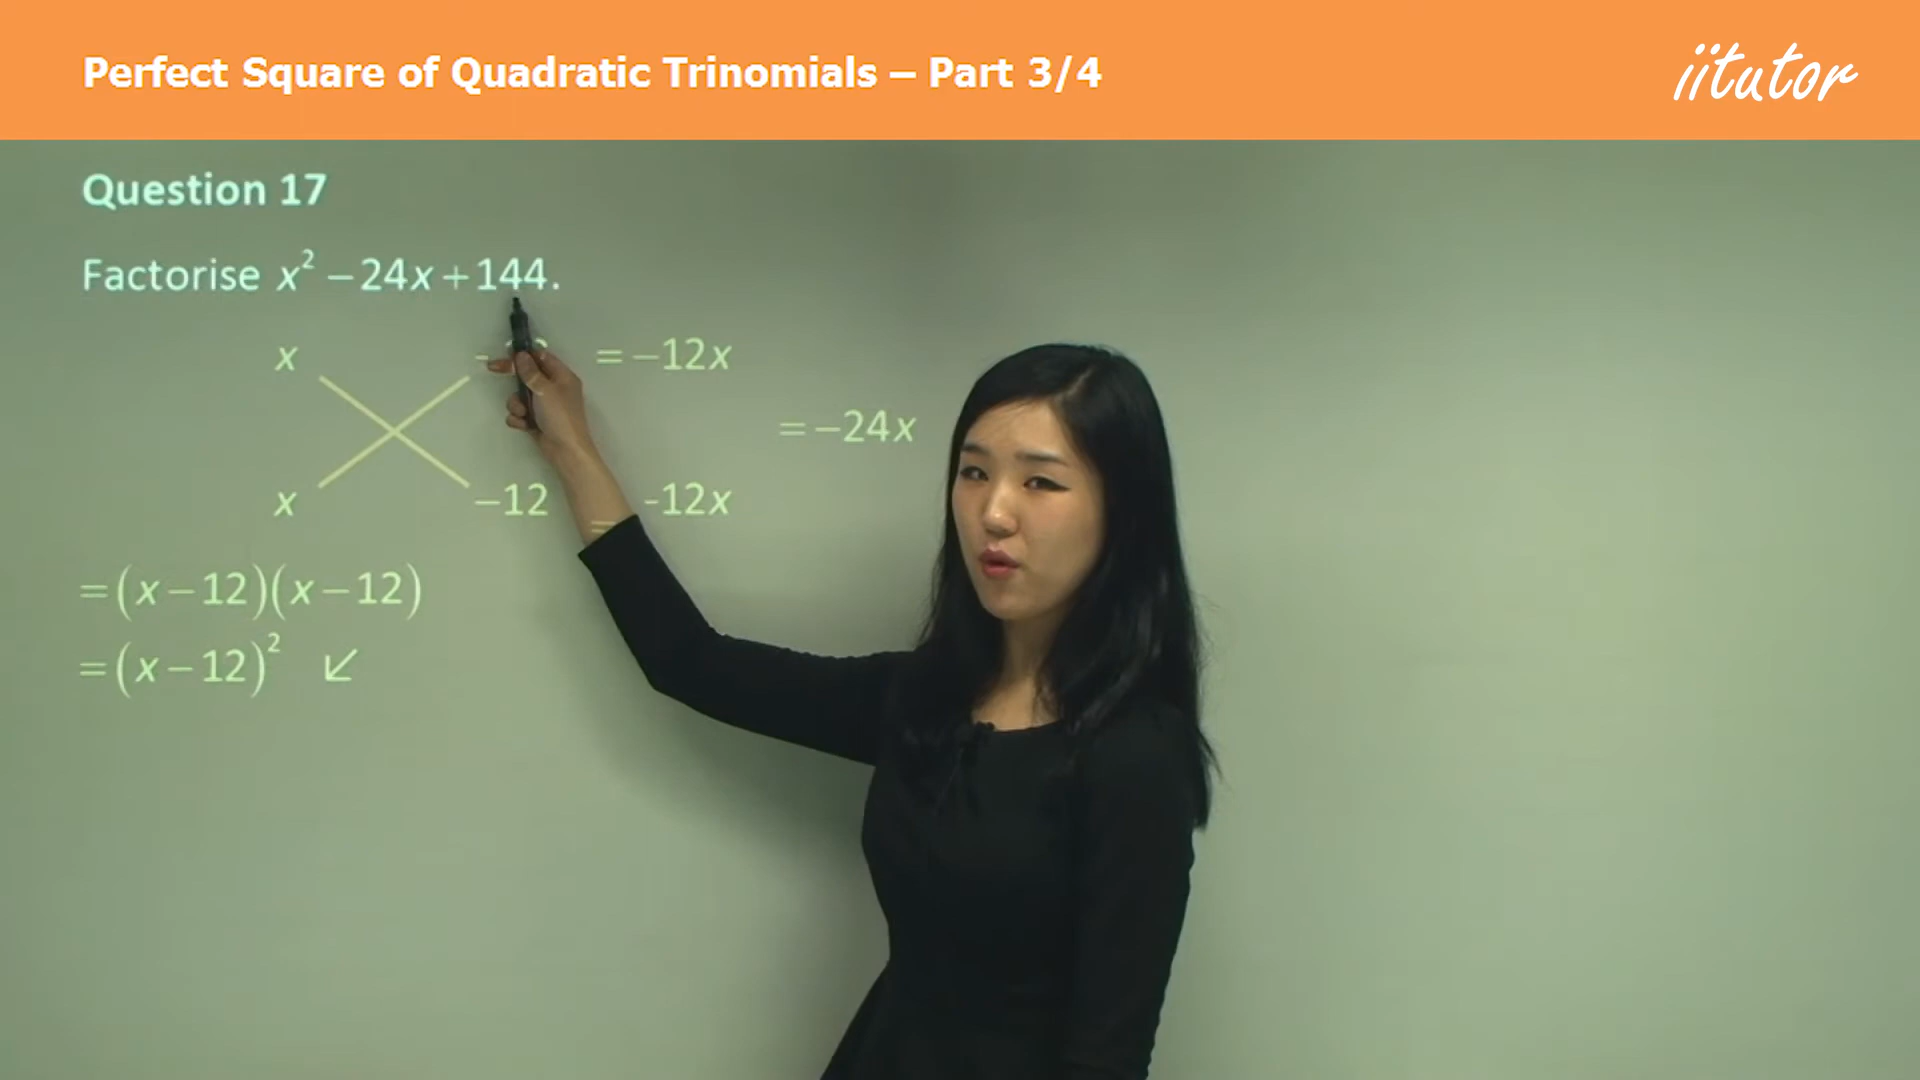 Perfect Square of Quadratic Trinomials – Part 3/4
iitutor
Question 17
Factorise x² – 24x + 144.
x = –12x
= –24x
x –12 = -12x
= (x – 12)(x – 12)
= (x – 12)² ↙